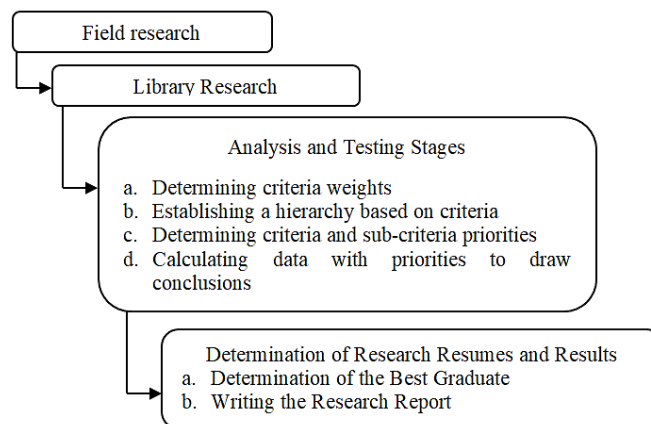 Field research
Library Research
Analysis and Testing Stages
a. Determining criteria weights
b. Establishing a hierarchy based on criteria
c. Determining criteria and sub-criteria priorities
d. Calculating data with priorities to draw
conclusions
Determination of Research Resumes and Results
a. Determination of the Best Graduate
b. Writing the Research Report